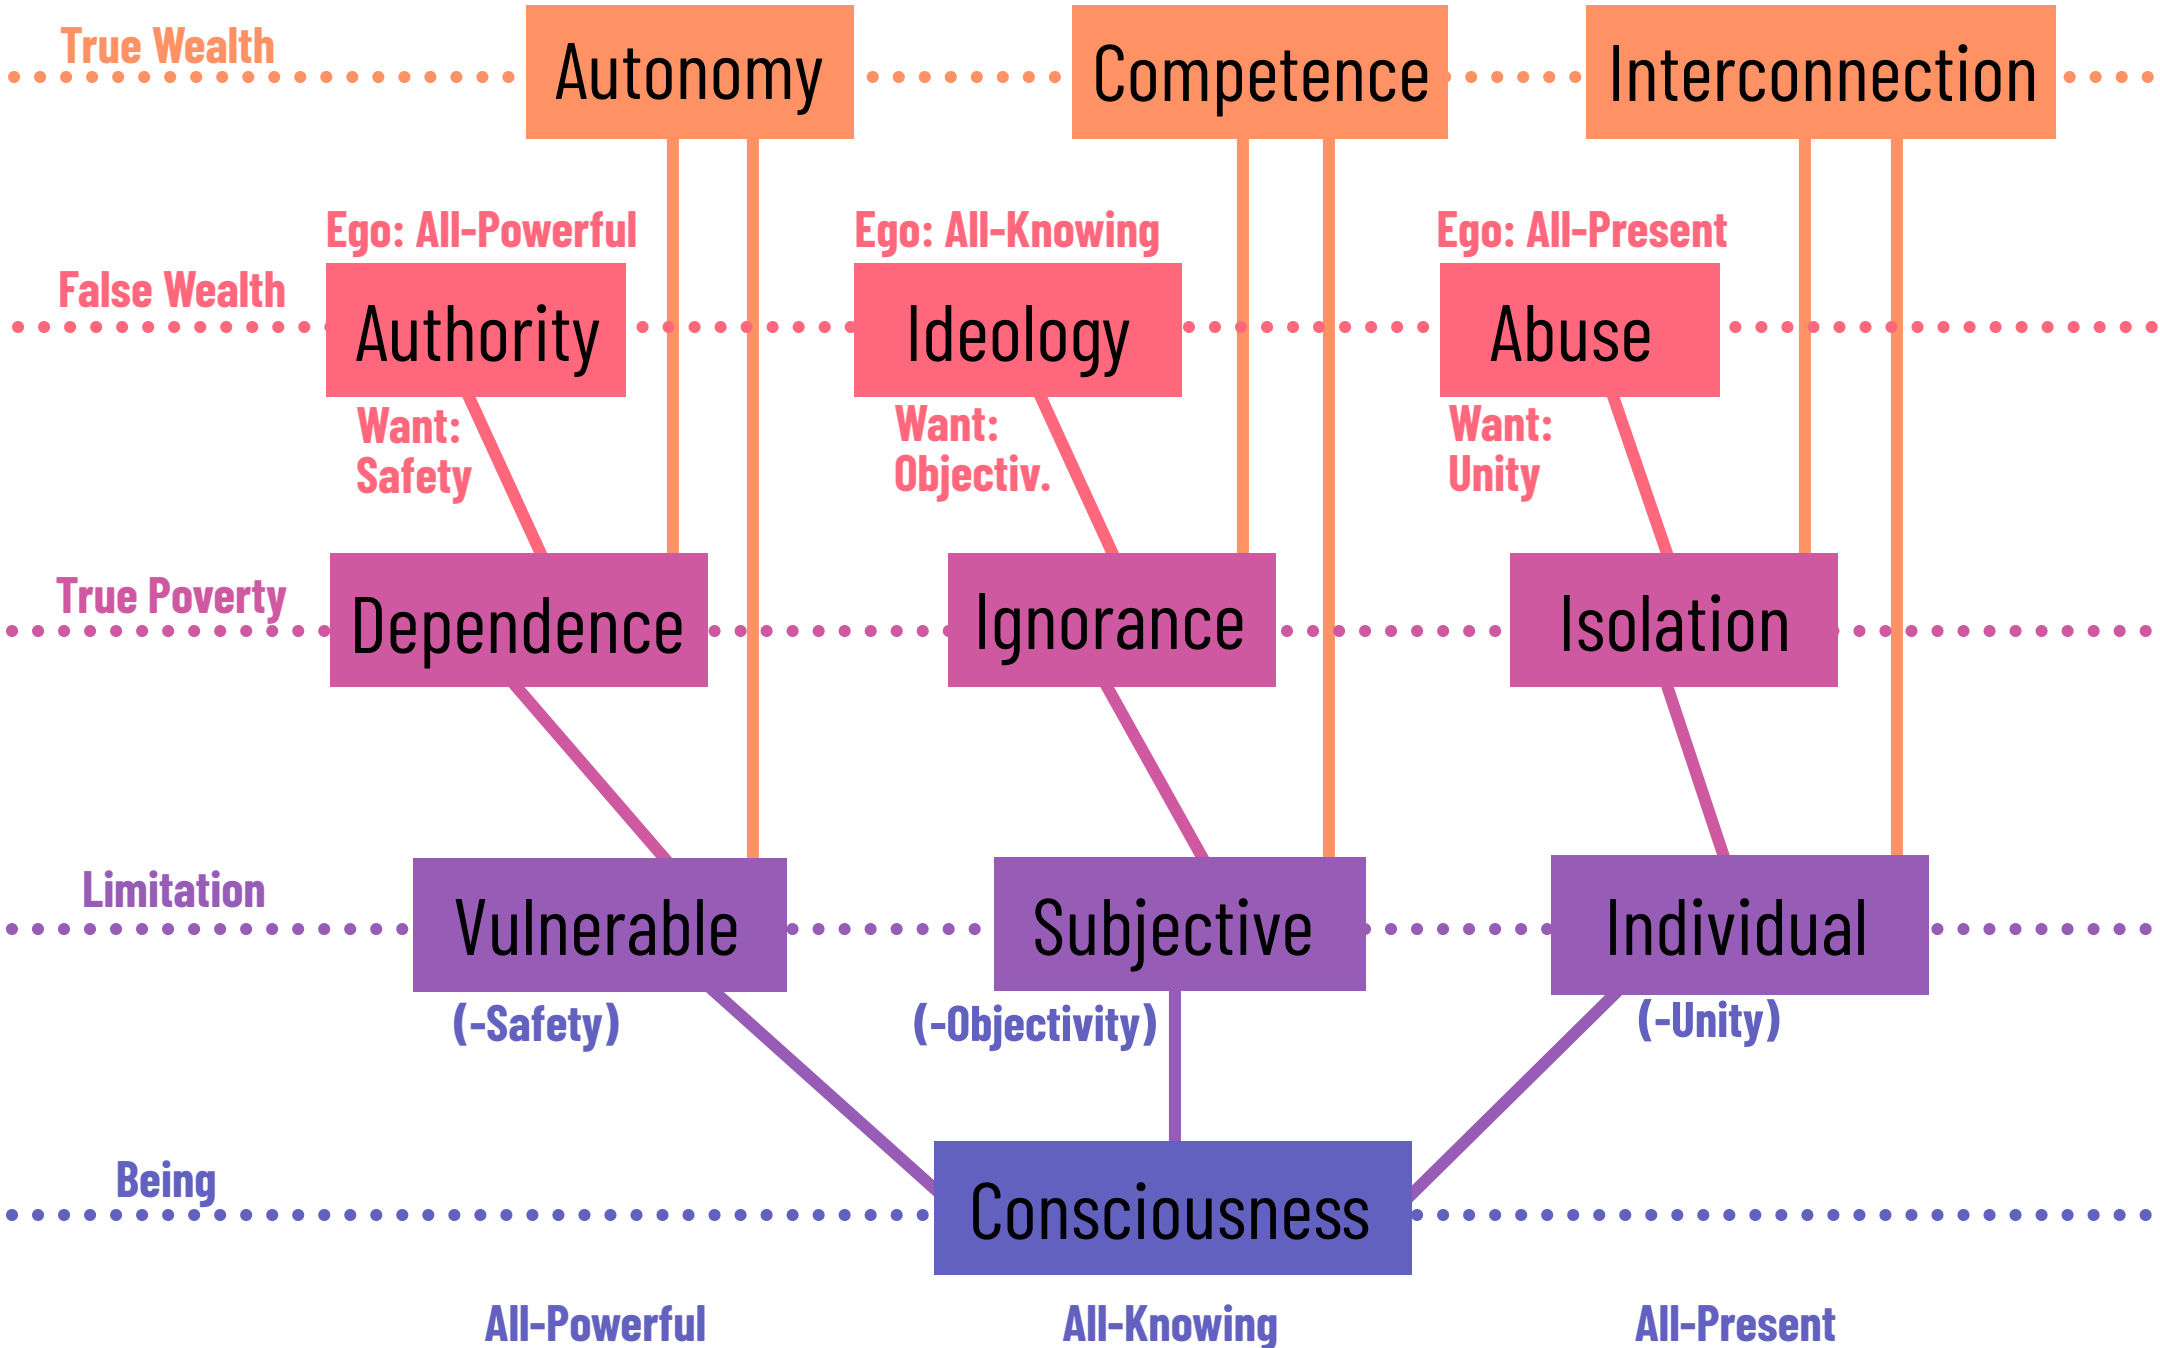 True Wealth
Autonomy
Competence
Interconnection
Ego: All-Powerful
Ego: All-Knowing
Ego: All-Present
False Wealth
Authority
Ideology
Abuse
Want:
Safety
Want:
Objectiv.
Want:
Unity
True Poverty
Dependence
Ignorance
Isolation
Limitation
Vulnerable
Subjective
Individual
(-Safety)
(-Objectivity)
(-Unity)
Being
Consciousness
All-Powerful
All-Knowing
All-Present